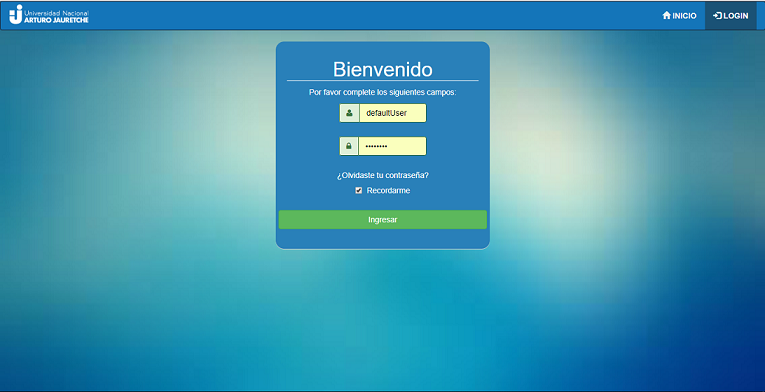 Universidad Nacional
ARTURO JAURETCHE
INICIO
LOGIN
Bienvenido
Por favor complete los siguientes campos:
defaultUser
••••••••
¿Olvidaste tu contraseña?
Recordarme
Ingresar